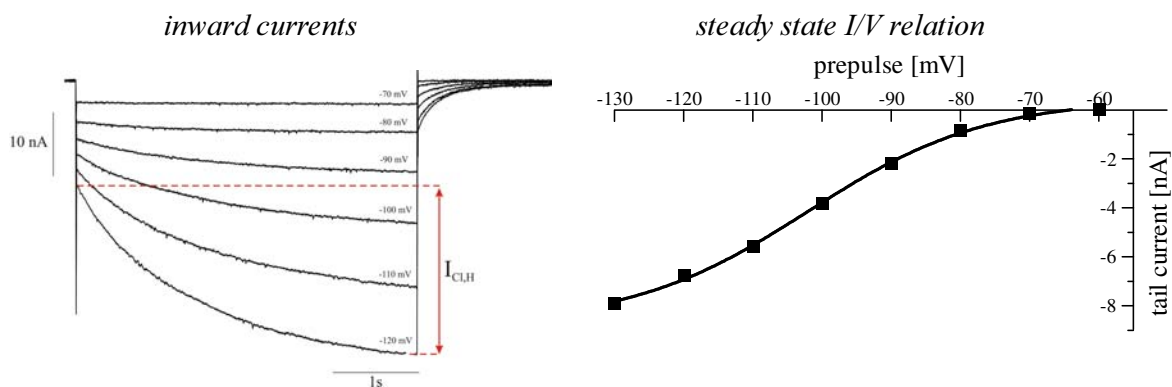 inward currents
-70 mV
-80 mV
10 nA
-90 mV
-100 mV
I_Cl,H
-110 mV
-120 mV
1s
steady state I/V relation
prepulse [mV]
-130 -120 -110 -100 -90 -80 -70 -60
-2
-4
-6
-8
tail current [nA]